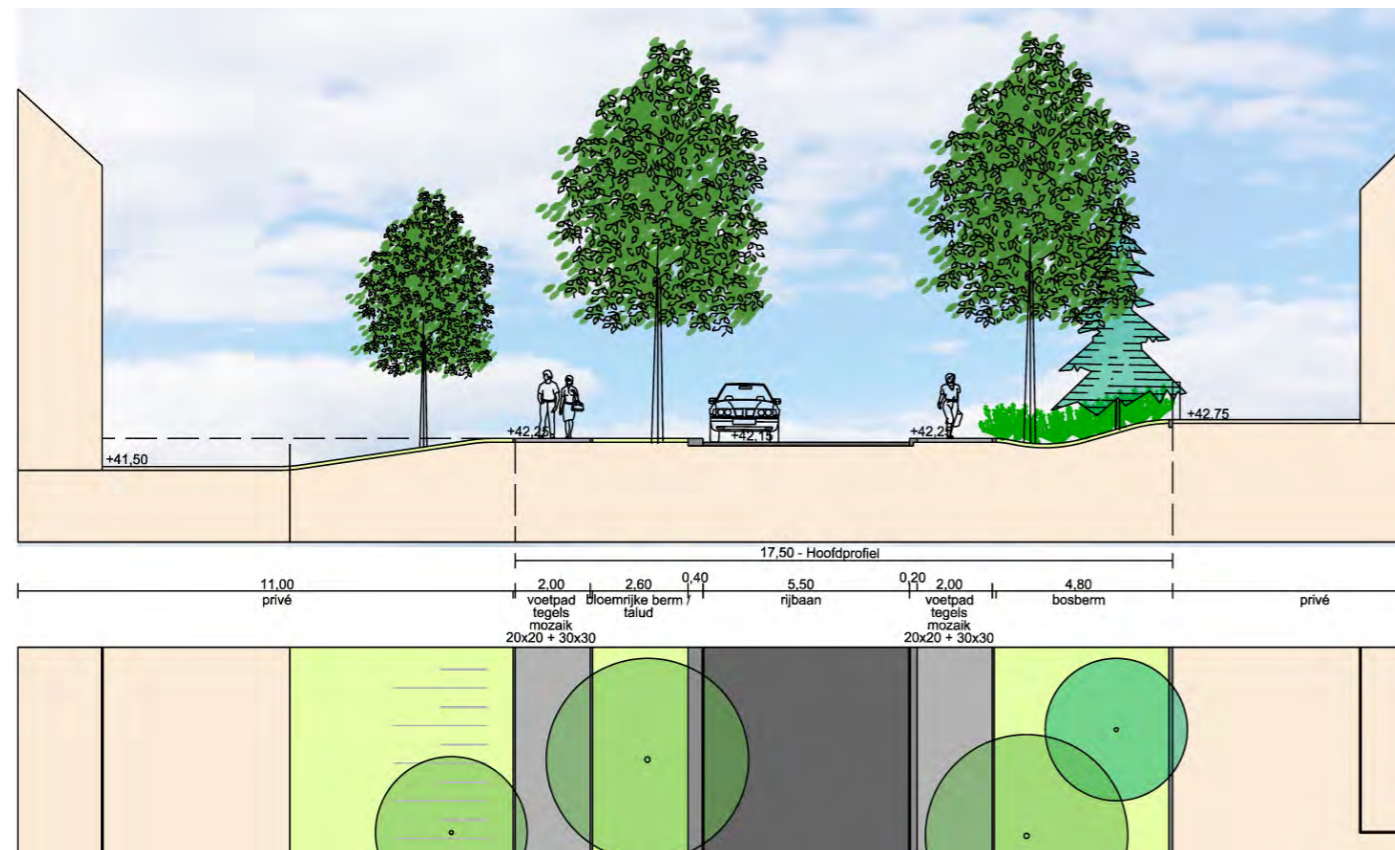 +42,25
+42,15
+42,25
+42.75
+41,50
17,50 - Hoofdprofiel
11,00
2,00
2,60
0,40
5,50
0,20
2,00
4,80
privé
voetpad
tegels
mozaik
20x20 + 30x30
bloemrijke berm /
talud
rijbaan
voetpad
tegels
mozaik
20x20 + 30x30
bosberm
privé